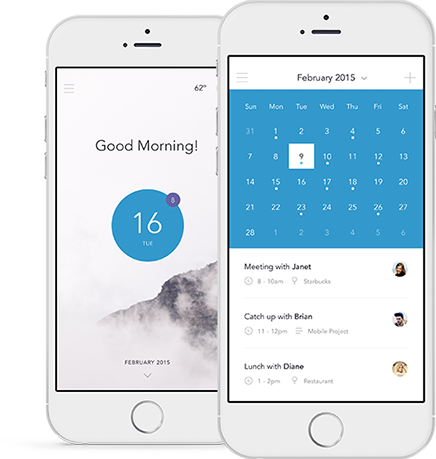 62°
Good Morning!
8
16
TUE
FEBRUARY 2015
February 2015
Sun Mon Tue Wed Thu Fri Sat
31 1 2 3 4 5 6
7 8 9 10 11 12 13
14 15 16 17 18 19 20
21 22 23 24 25 26 27
28 1 2 3 4 5 6
Meeting with Janet
8 - 10am Starbucks
Catch up with Brian
11 - 12pm Mobile Project
Lunch with Diane
1 - 2pm Restaurant